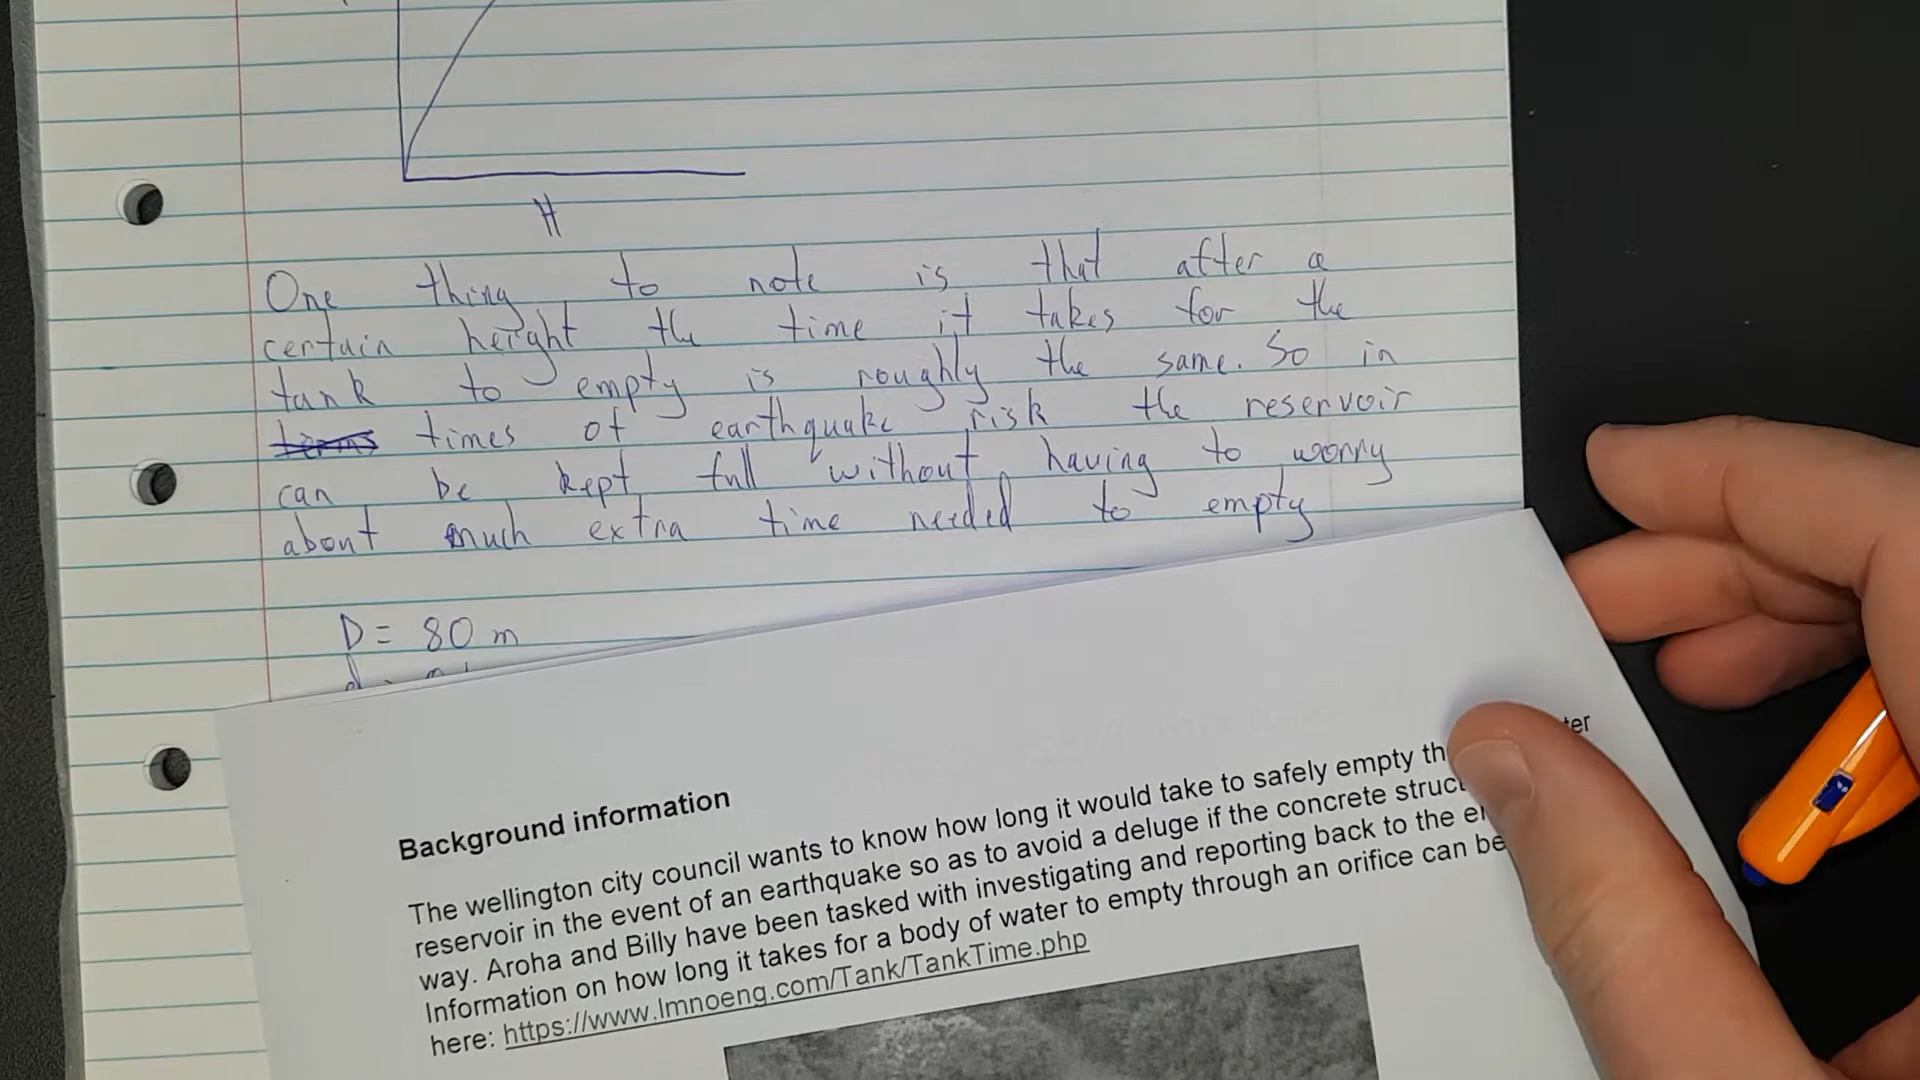 H
One thing to note is that after a
certain height the time it takes for the
tank to empty is roughly the same. So in
times of earthquake risk the reservoir
can be kept full without having to worry
about much extra time needed to empty
D = 80 m
Background information
The wellington city council wants to know how long it would take to safely empty th ter
reservoir in the event of an earthquake so as to avoid a deluge if the concrete struct
way. Aroha and Billy have been tasked with investigating and reporting back to the e
Information on how long it takes for a body of water to empty through an orifice can be
here: https://www.lmnoeng.com/Tank/TankTime.php